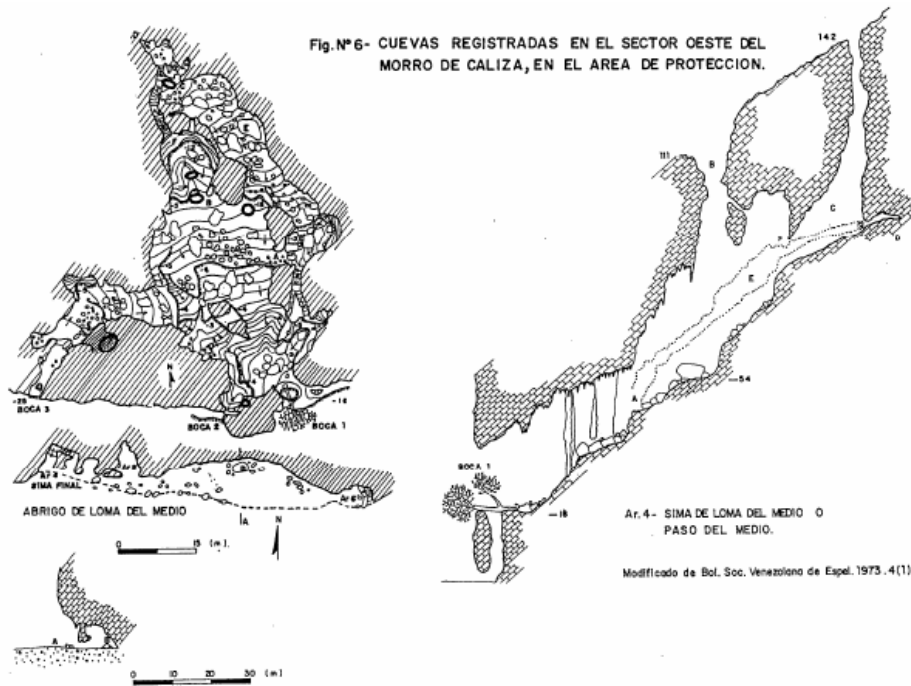 Fig. Nº 6- CUEVAS REGISTRADAS EN EL SECTOR OESTE DEL
MORRO DE CALIZA, EN EL AREA DE PROTECCION.
142
111
B
C
D
F
E
E
A
54
N
BOCA 3
BOCA 2
BOCA 1
-18
BOCA 1
18
SIMA FINAL
ABRIGO DE LOMA DEL MEDIO
A
N
0 15 (m).
Ar. 4- SIMA DE LOMA DEL MEDIO O
PASO DEL MEDIO.
Modificado de Bol. Soc. Venezolana de Espel. 1973. 4(1)
A
0 10 20 30 (m)